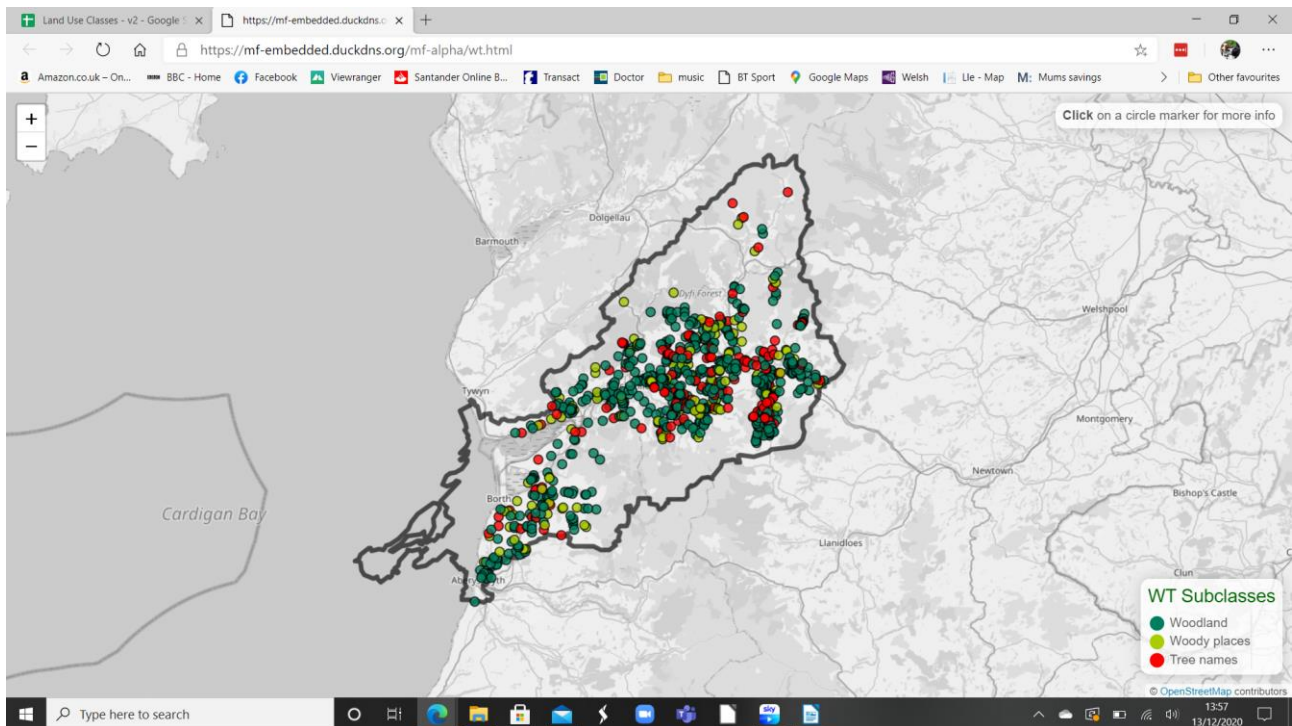 Land Use Classes - v2 - Google S
https://mf-embedded.duckdns.o
https://mf-embedded.duckdns.org/mf-alpha/wt.html
Amazon.co.uk – On... BBC - Home Facebook Viewranger Santander Online B... Transact Doctor music BT Sport Google Maps Welsh Lle - Map M: Mums savings Other favourites
+
−
Click on a circle marker for more info
Dolgellau
Barmouth
Dyfi Forest
Welshpool
Tywyn
Montgomery
Newtown
Borth
Bishop's Castle
Cardigan Bay
Llanidloes
Clun
WT Subclasses
Woodland
Woody places
Tree names
© OpenStreetMap contributors
Type here to search
sky
13:57
13/12/2020